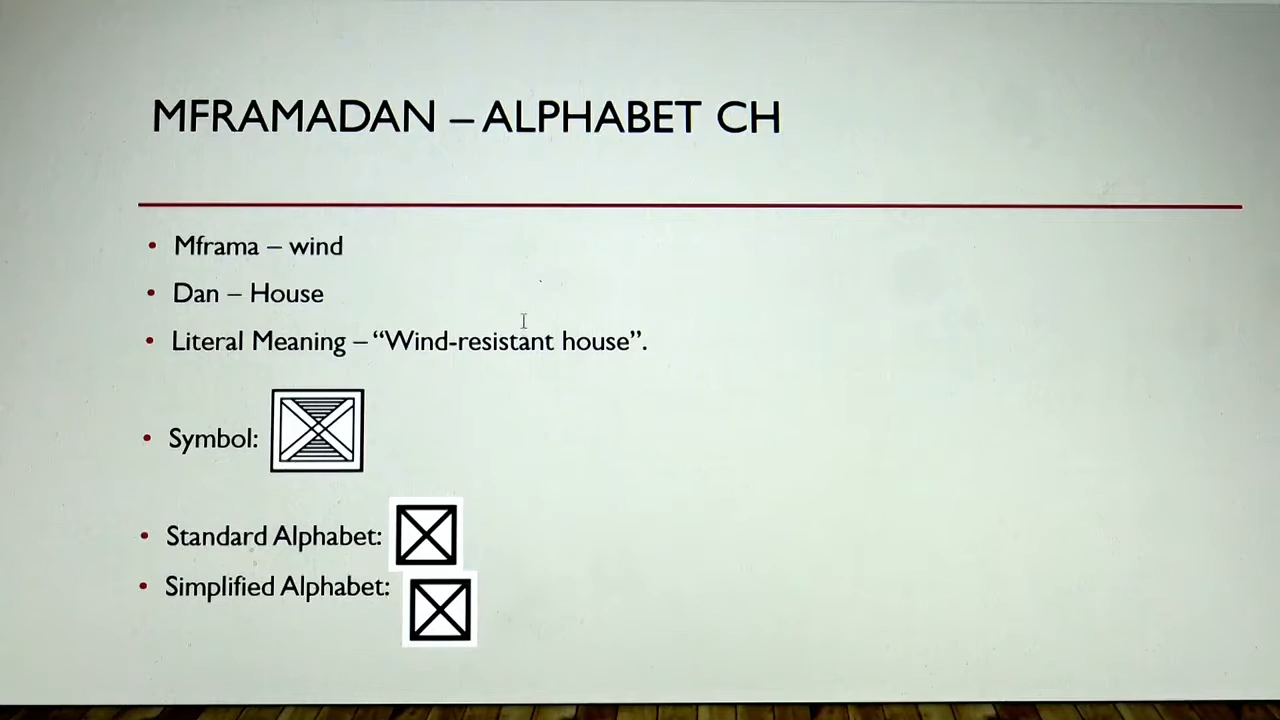 MFRAMADAN – ALPHABET CH
• Mframa – wind
• Dan – House
• Literal Meaning – “Wind-resistant house”.
• Symbol:
• Standard Alphabet:
• Simplified Alphabet: